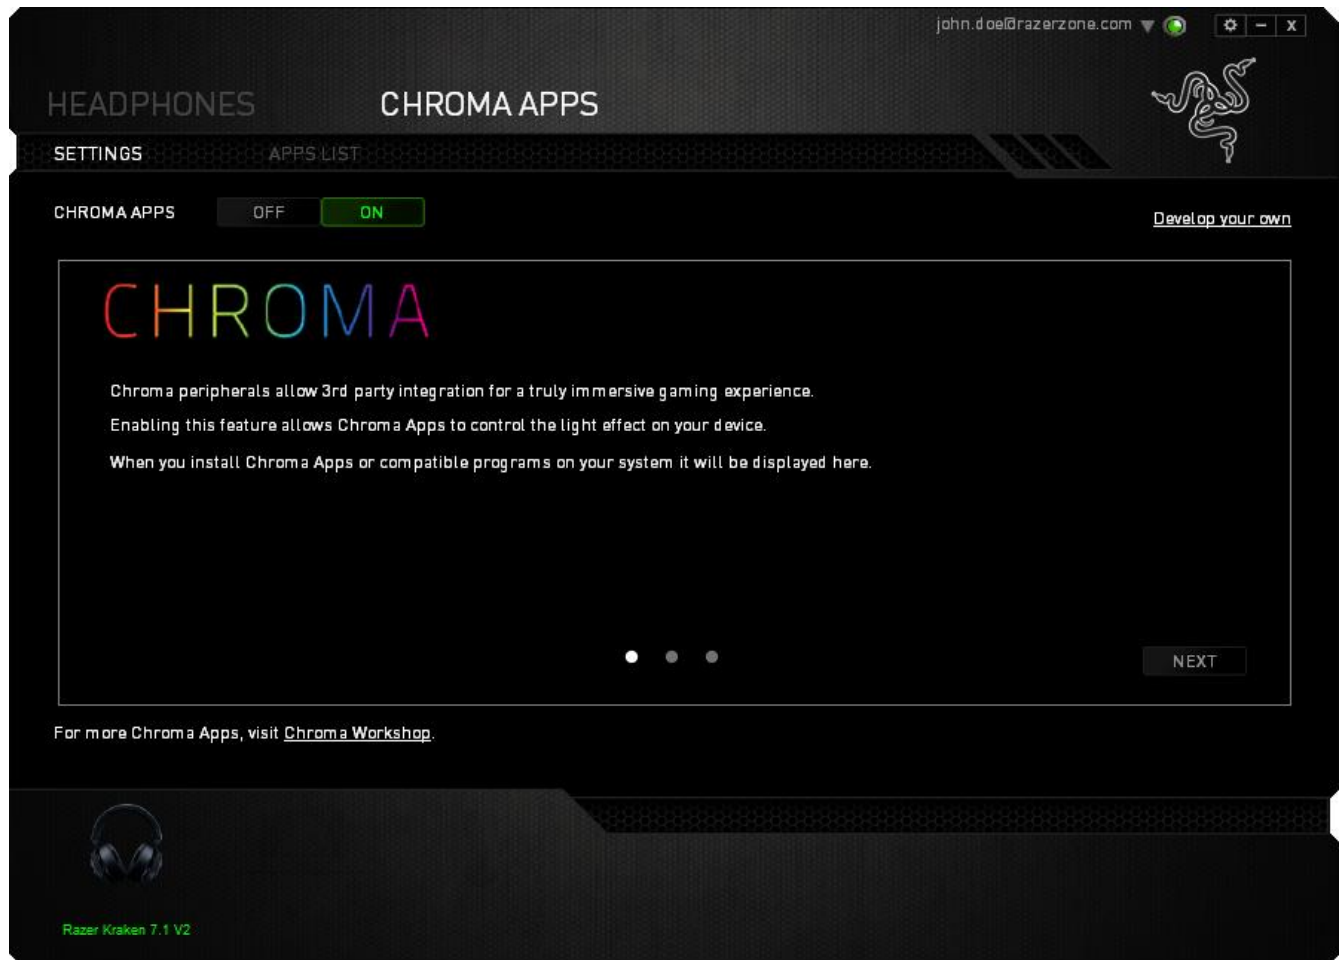 john.doe@razerzone.com
HEADPHONES
CHROMA APPS
SETTINGS
APPS LIST
CHROMA APPS
OFF
ON
Develop your own
CHROMA
Chroma peripherals allow 3rd party integration for a truly immersive gaming experience.
Enabling this feature allows Chroma Apps to control the light effect on your device.
When you install Chroma Apps or compatible programs on your system it will be displayed here.
NEXT
For more Chroma Apps, visit Chroma Workshop.
Razer Kraken 7.1 V2